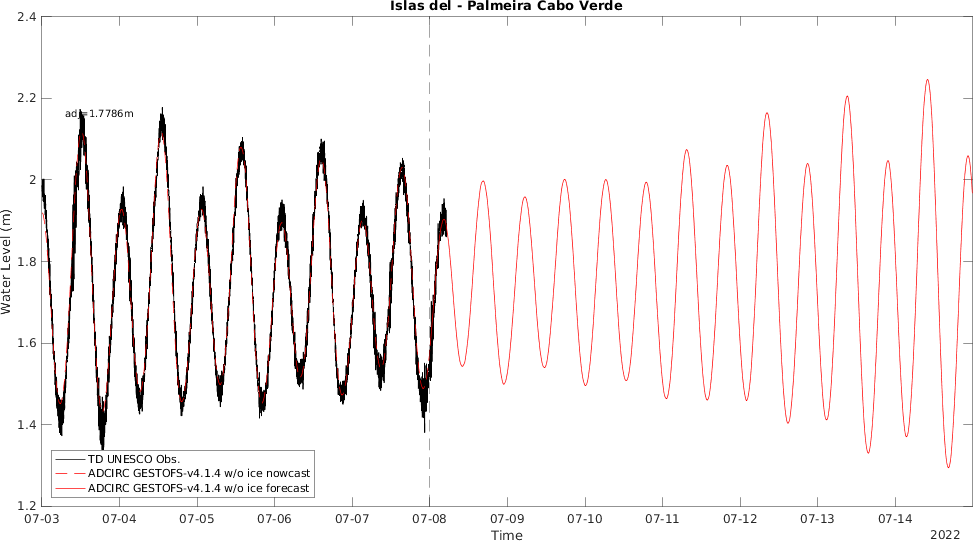 Islas del - Palmeira Cabo Verde
2.4
2.2
2
1.8
1.6
1.4
1.2
Water Level (m)
adj=1.7786m
TD UNESCO Obs.
ADCIRC GESTOFS-v4.1.4 w/o ice nowcast
ADCIRC GESTOFS-v4.1.4 w/o ice forecast
07-03 07-04 07-05 07-06 07-07 07-08 07-09 07-10 07-11 07-12 07-13 07-14
Time
2022